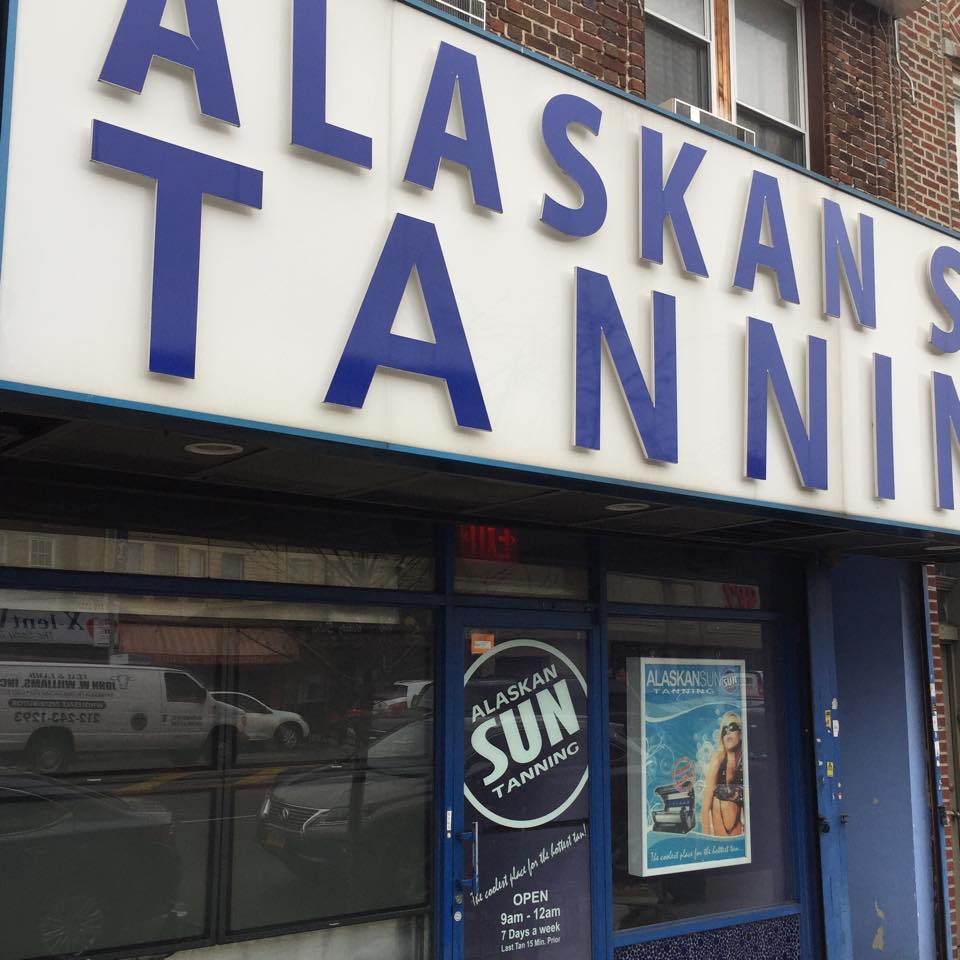 ALASKAN S
TANNIN
EXIT
ALASKAN
SUN
TANNING
The coolest place for the hottest tan!
OPEN
9am - 12am
7 Days a week
Last Tan 15 Min. Prior
ALASKANSUN
TANNING
SUN
The coolest place for the hottest tan...
X-lent
JOHN W. WILLIAMS, INC.
212-243-1293